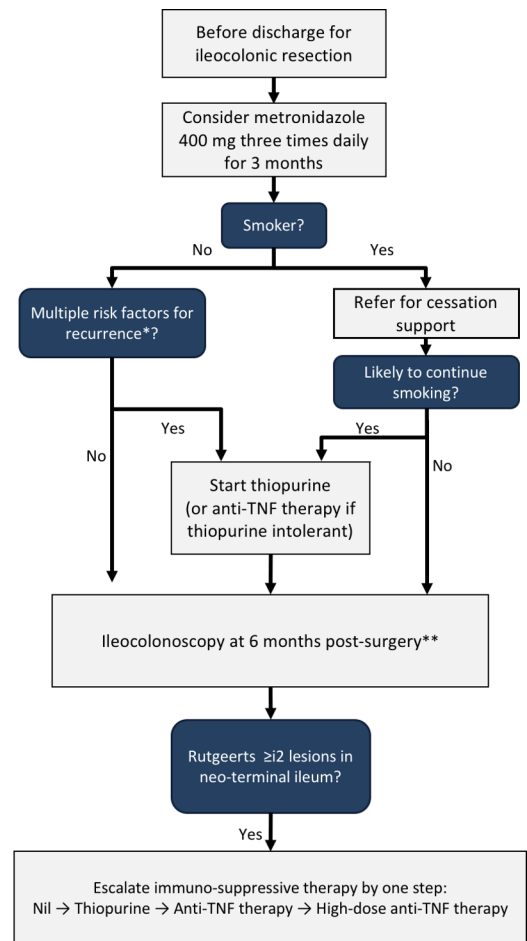 Before discharge for
ileocolonic resection
Consider metronidazole
400 mg three times daily
for 3 months
Smoker?
No
Yes
Multiple risk factors for
recurrence*?
Refer for cessation
support
Likely to continue
smoking?
Yes
Yes
No
No
Start thiopurine
(or anti-TNF therapy if
thiopurine intolerant)
Ileocolonoscopy at 6 months post-surgery**
Rutgeerts ≥i2 lesions in
neo-terminal ileum?
Yes
Escalate immuno-suppressive therapy by one step:
Nil → Thiopurine → Anti-TNF therapy → High-dose anti-TNF therapy